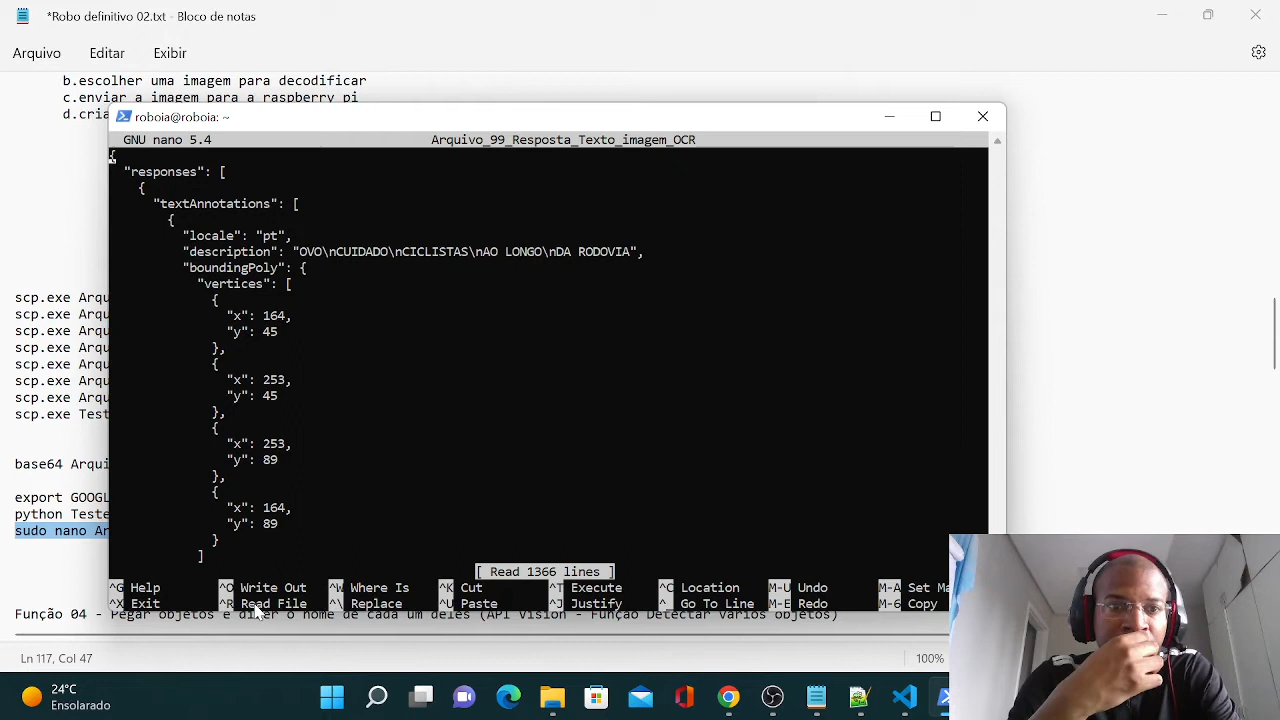 *Robo definitivo 02.txt - Bloco de notas
Arquivo Editar Exibir
b.escolher uma imagem para decodificar
c.enviar a imagem para a raspberry pi
d.cria
roboia@roboia: ~
GNU nano 5.4 Arquivo_99_Resposta_Texto_imagem_OCR
{
"responses": [
{
"textAnnotations": [
{
"locale": "pt",
"description": "OVO\nCUIDADO\nCICLISTAS\nAO LONGO\nDA RODOVIA",
"boundingPoly": {
"vertices": [
{
"x": 164,
"y": 45
},
{
"x": 253,
"y": 45
},
{
"x": 253,
"y": 89
},
{
"x": 164,
"y": 89
}
]
[ Read 1366 lines ]
^G Help ^O Write Out ^W Where Is ^K Cut ^T Execute ^C Location M-U Undo M-A Set Ma
^X Exit ^R Read File ^\ Replace ^U Paste ^J Justify ^_ Go To Line M-E Redo M-6 Copy
scp.exe Arqu
scp.exe Arqu
scp.exe Arqu
scp.exe Arqu
scp.exe Arqu
scp.exe Arqu
scp.exe Arqu
scp.exe Test
base64 Arqui
export GOOGL
python Teste
sudo nano Ar
Função 04 - Pegar objetos e dizer o nome de cada um deles (API Vision - Função Detectar vários objetos)
Ln 117, Col 47 100%
24°C
Ensolarado